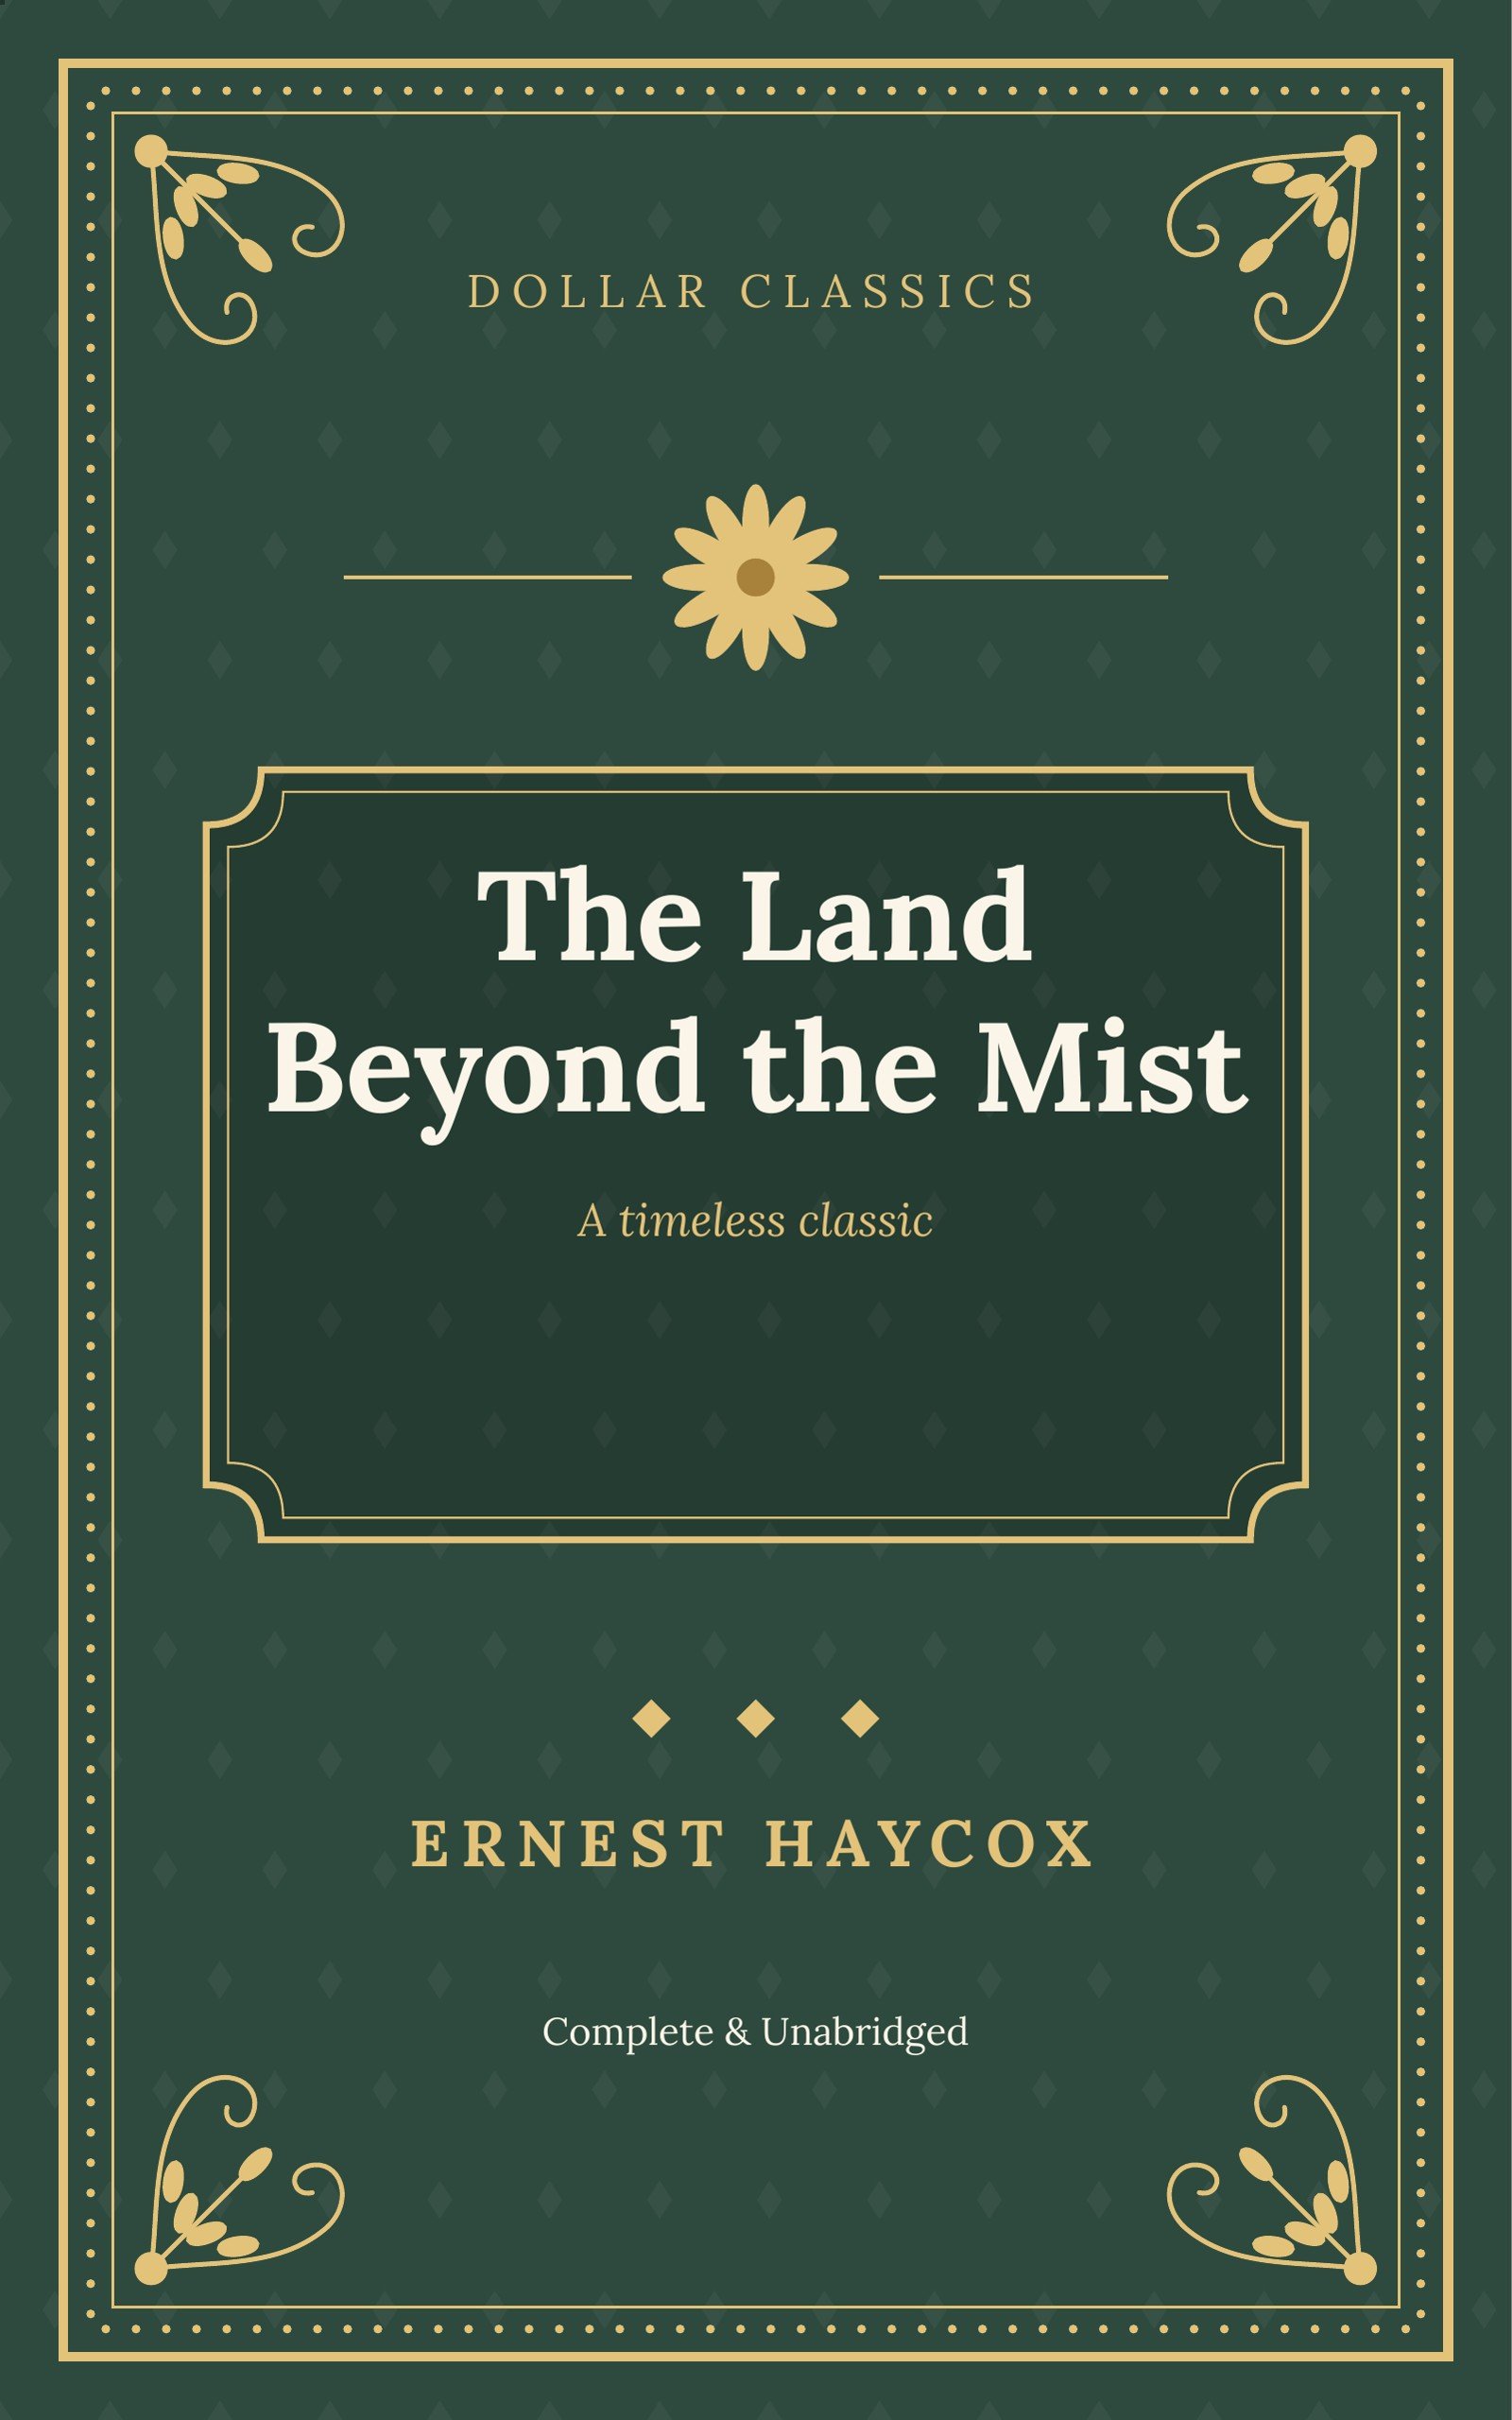 DOLLAR CLASSICS
The Land
Beyond the Mist
A timeless classic
ERNEST HAYCOX
Complete & Unabridged